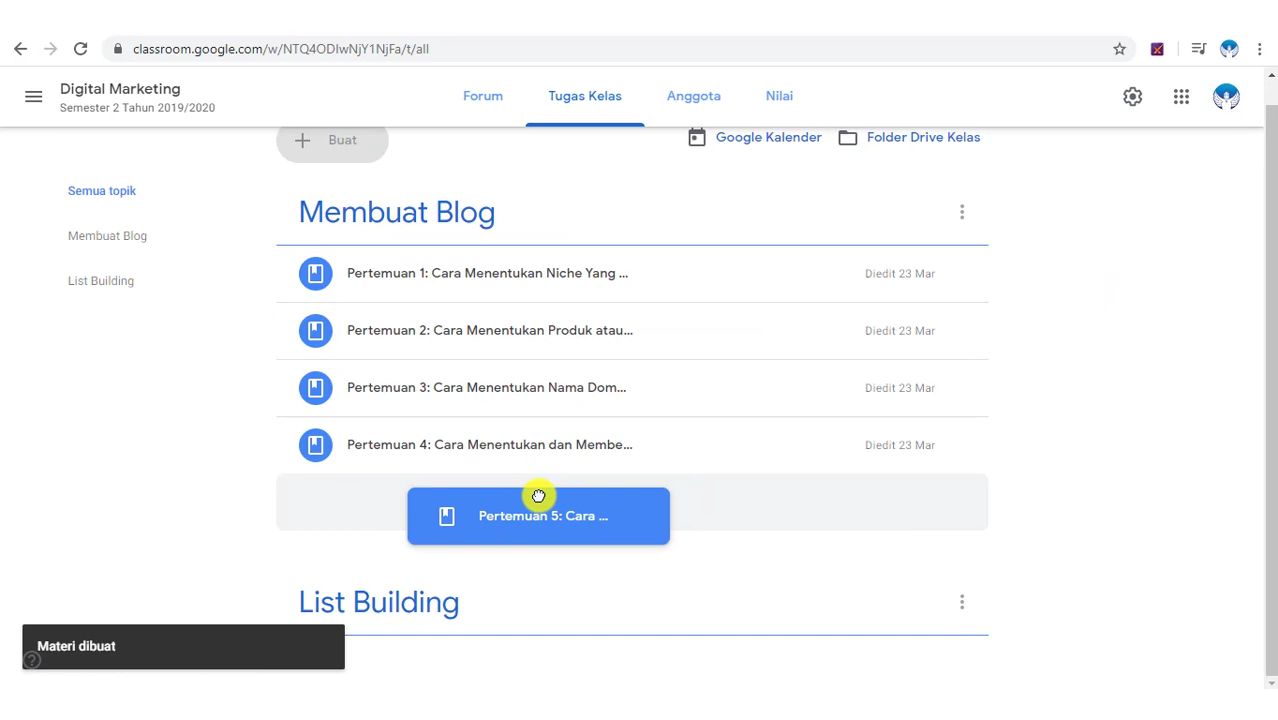 classroom.google.com/w/NTQ4ODIwNjY1NjFa/t/all
Digital Marketing
Semester 2 Tahun 2019/2020
Forum
Tugas Kelas
Anggota
Nilai
Buat
Google Kalender
Folder Drive Kelas
Semua topik
Membuat Blog
List Building
Membuat Blog
Pertemuan 1: Cara Menentukan Niche Yang ...
Diedit 23 Mar
Pertemuan 2: Cara Menentukan Produk atau...
Diedit 23 Mar
Pertemuan 3: Cara Menentukan Nama Dom...
Diedit 23 Mar
Pertemuan 4: Cara Menentukan dan Membe...
Diedit 23 Mar
Pertemuan 5: Cara ...
List Building
Materi dibuat